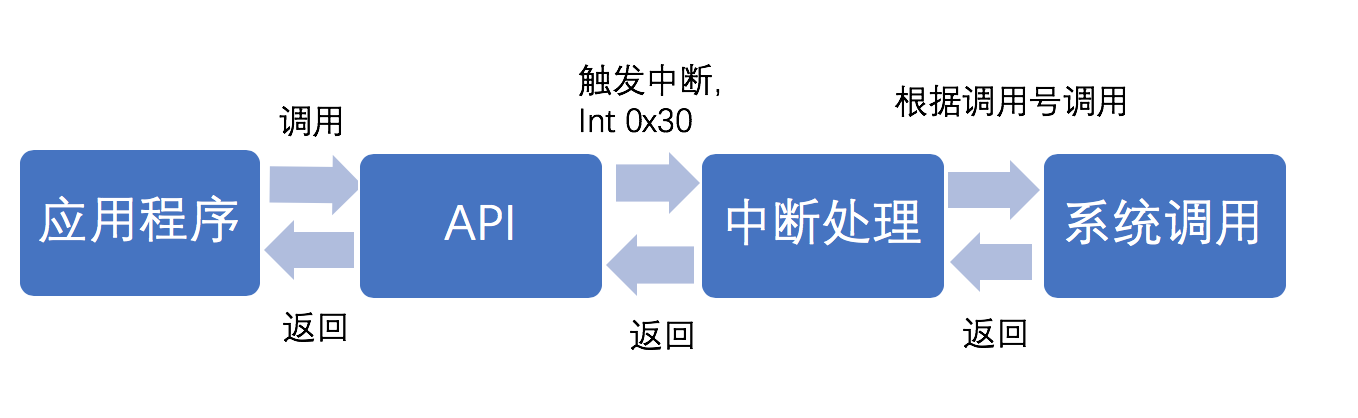 触发中断,
Int 0x30
根据调用号调用
调用
应用程序
API
中断处理
系统调用
返回
返回
返回